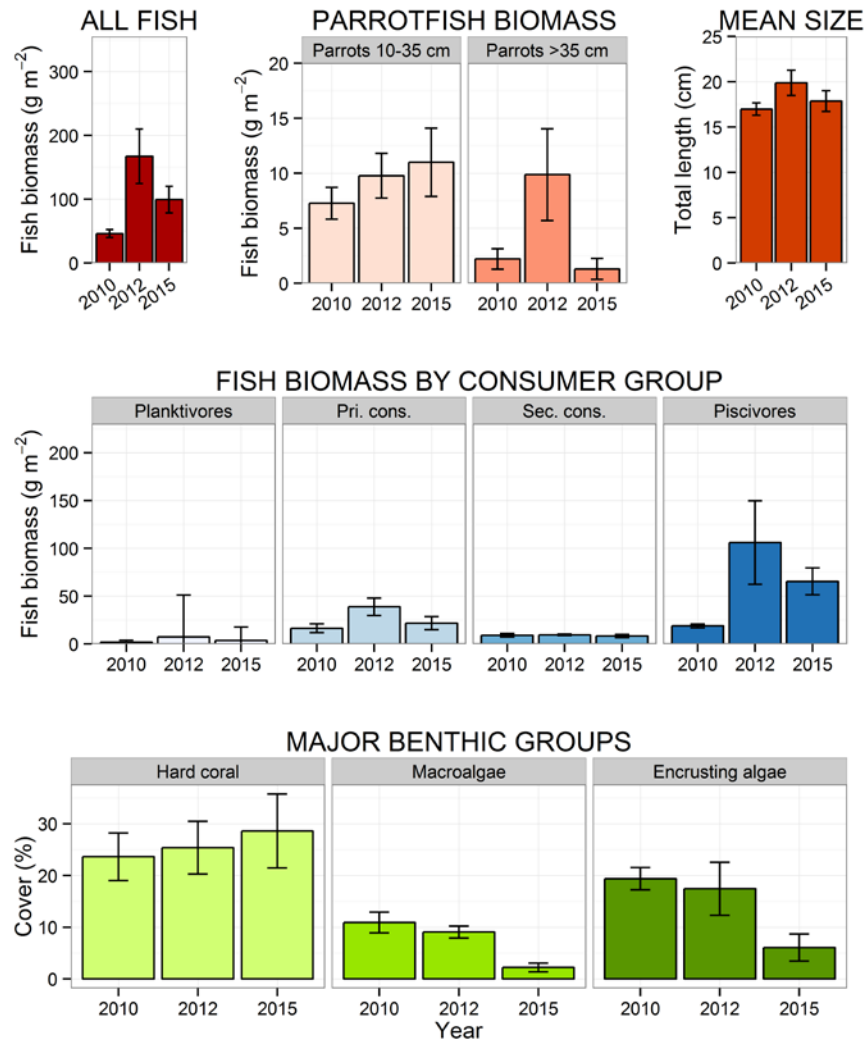 ALL FISH
Fish biomass (g m⁻²)
300
200
100
0
2010 2012 2015
PARROTFISH BIOMASS
Parrots 10-35 cm Parrots >35 cm
Fish biomass (g m⁻²)
20
15
10
5
0
2010 2012 2015 2010 2012 2015
MEAN SIZE
Total length (cm)
25
20
15
10
5
0
2010 2012 2015
FISH BIOMASS BY CONSUMER GROUP
Planktivores Pri. cons. Sec. cons. Piscivores
Fish biomass (g m⁻²)
200
150
100
50
0
2010 2012 2015 2010 2012 2015 2010 2012 2015 2010 2012 2015
MAJOR BENTHIC GROUPS
Hard coral Macroalgae Encrusting algae
Cover (%)
30
20
10
0
2010 2012 2015 2010 2012 2015 2010 2012 2015
Year